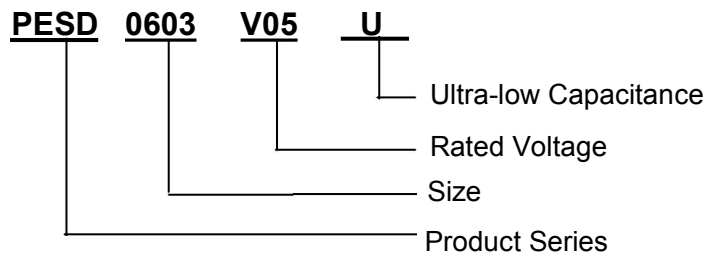 PESD 0603 V05 U
Ultra-low Capacitance
Rated Voltage
Size
Product Series